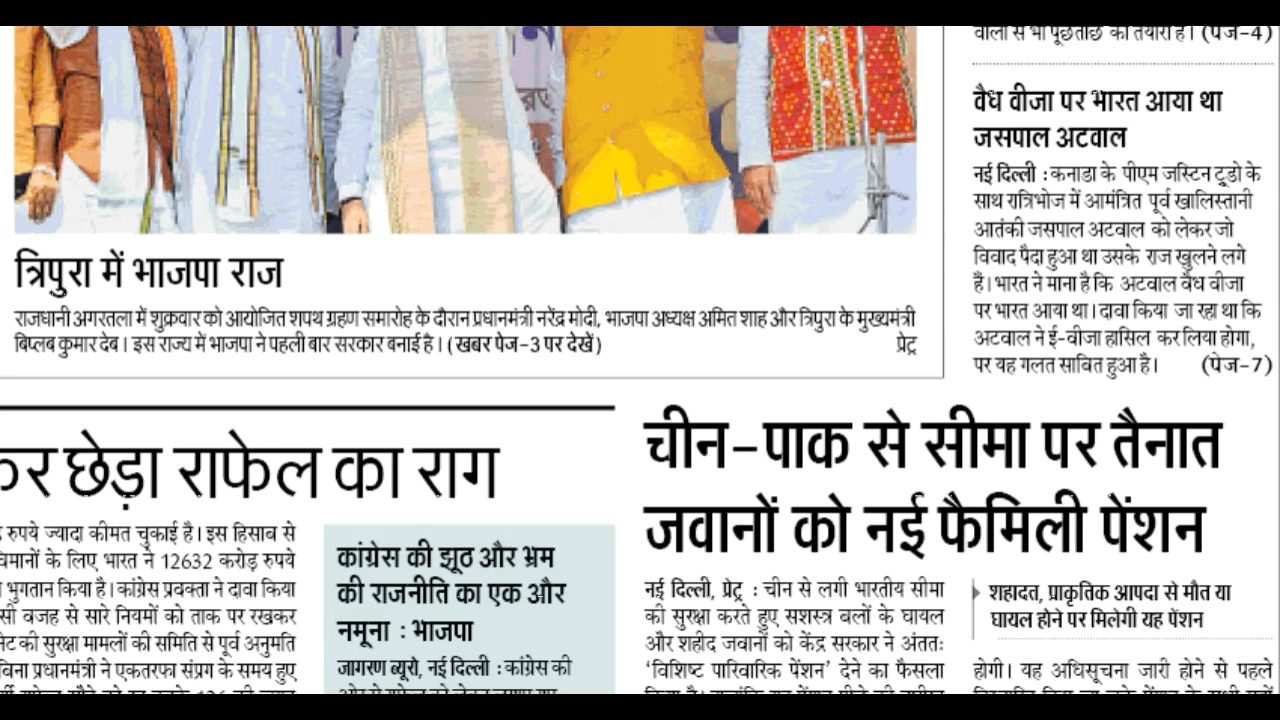 वालों से भी पूछताछ की तैयारी है। (पेज-4)
वैध वीजा पर भारत आया था
जसपाल अटवाल
नई दिल्ली : कनाडा के पीएम जस्टिन ट्रूडो के
साथ रात्रिभोज में आमंत्रित पूर्व खालिस्तानी
आतंकी जसपाल अटवाल को लेकर जो
विवाद पैदा हुआ था उसके राज खुलने लगे
हैं। भारत ने माना है कि अटवाल वैध वीजा
पर भारत आया था। दावा किया जा रहा था कि
अटवाल ने ई-वीजा हासिल कर लिया होगा,
पर यह गलत साबित हुआ है। (पेज-7)
त्रिपुरा में भाजपा राज
राजधानी अगरतला में शुक्रवार को आयोजित शपथ ग्रहण समारोह के दौरान प्रधानमंत्री नरेंद्र मोदी, भाजपा अध्यक्ष अमित शाह और त्रिपुरा के मुख्यमंत्री
बिप्लब कुमार देब। इस राज्य में भाजपा ने पहली बार सरकार बनाई है। (खबर पेज-3 पर देखें) प्रेट्र
कर छेड़ा राफेल का राग
रुपये ज्यादा कीमत चुकाई है। इस हिसाब से
विमानों के लिए भारत ने 12632 करोड़ रुपये
भुगतान किया है। कांग्रेस प्रवक्ता ने दावा किया
सी वजह से सारे नियमों को ताक पर रखकर
नेट की सुरक्षा मामलों की समिति से पूर्व अनुमति
बिना प्रधानमंत्री ने एकतरफा संप्रग के समय हुए
कांग्रेस की झूठ और भ्रम
की राजनीति का एक और
नमूना : भाजपा
जागरण ब्यूरो, नई दिल्ली : कांग्रेस की
चीन-पाक से सीमा पर तैनात
जवानों को नई फैमिली पेंशन
नई दिल्ली, प्रेट्र : चीन से लगी भारतीय सीमा
की सुरक्षा करते हुए सशस्त्र बलों के घायल
और शहीद जवानों को केंद्र सरकार ने अंततः
‘विशिष्ट पारिवारिक पेंशन’ देने का फैसला
शहादत, प्राकृतिक आपदा से मौत या
घायल होने पर मिलेगी यह पेंशन
होगी। यह अधिसूचना जारी होने से पहले